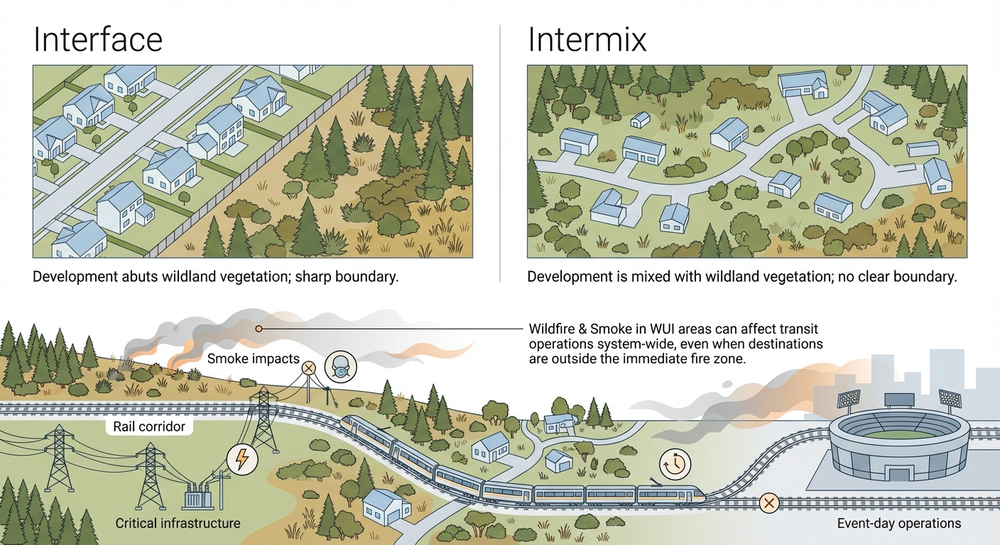 Interface
Intermix
Development abuts wildland vegetation; sharp boundary.
Development is mixed with wildland vegetation; no clear boundary.
Wildfire & Smoke in WUI areas can affect transit
operations system-wide, even when destinations
are outside the immediate fire zone.
Smoke impacts
Rail corridor
Critical infrastructure
Event-day operations